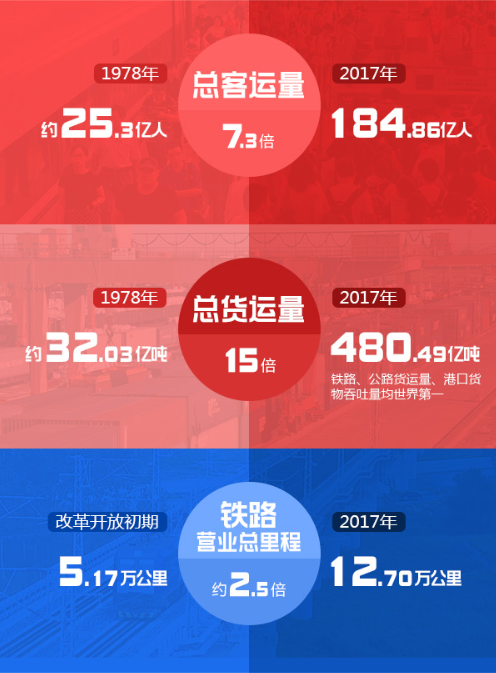 1978年
约25.3亿人
总客运量
7.3倍
2017年
184.86亿人
1978年
约32.03亿吨
总货运量
15倍
2017年
480.49亿吨
铁路、公路货运量、港口货
物吞吐量均世界第一
改革开放初期
5.17万公里
铁路
营业总里程
约2.5倍
2017年
12.70万公里